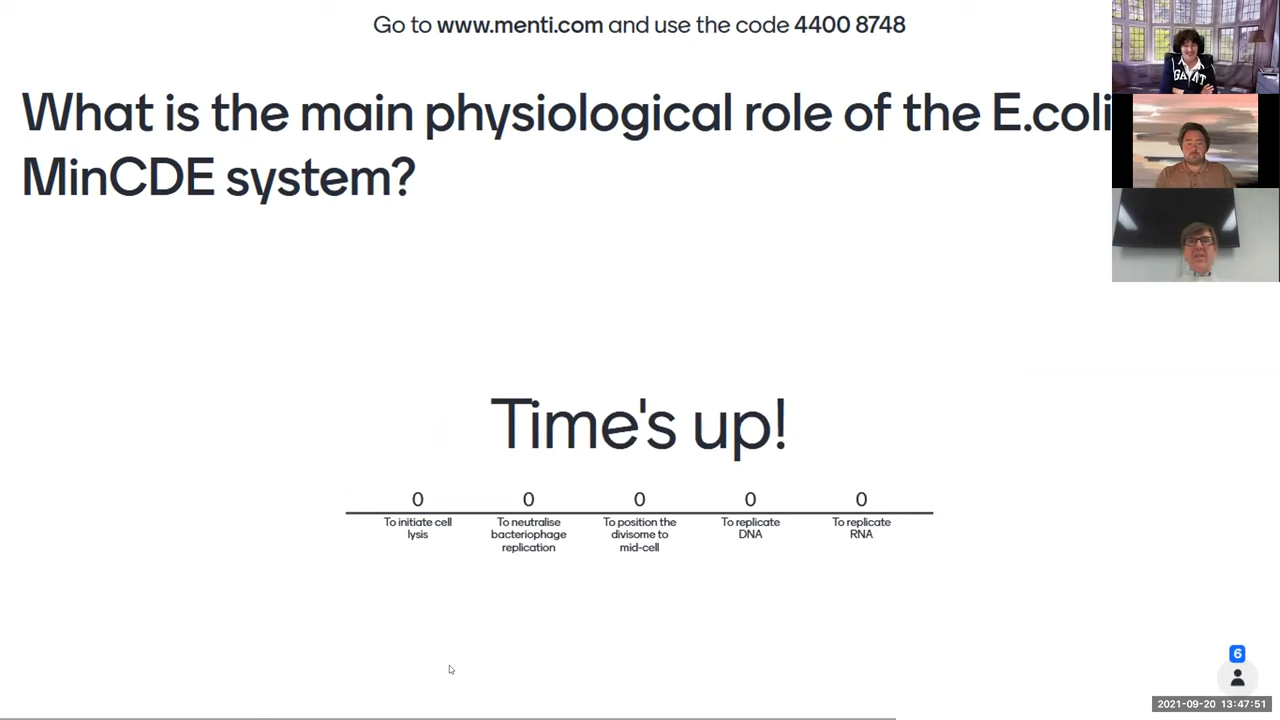 Go to www.menti.com and use the code 4400 8748
What is the main physiological role of the E.coli
MinCDE system?
GANT
Time's up!
0 0 0 0 0
To initiate cell
lysis
To neutralise
bacteriophage
replication
To position the
divisome to
mid-cell
To replicate
DNA
To replicate
RNA
6
2021-09-20 13:47:51